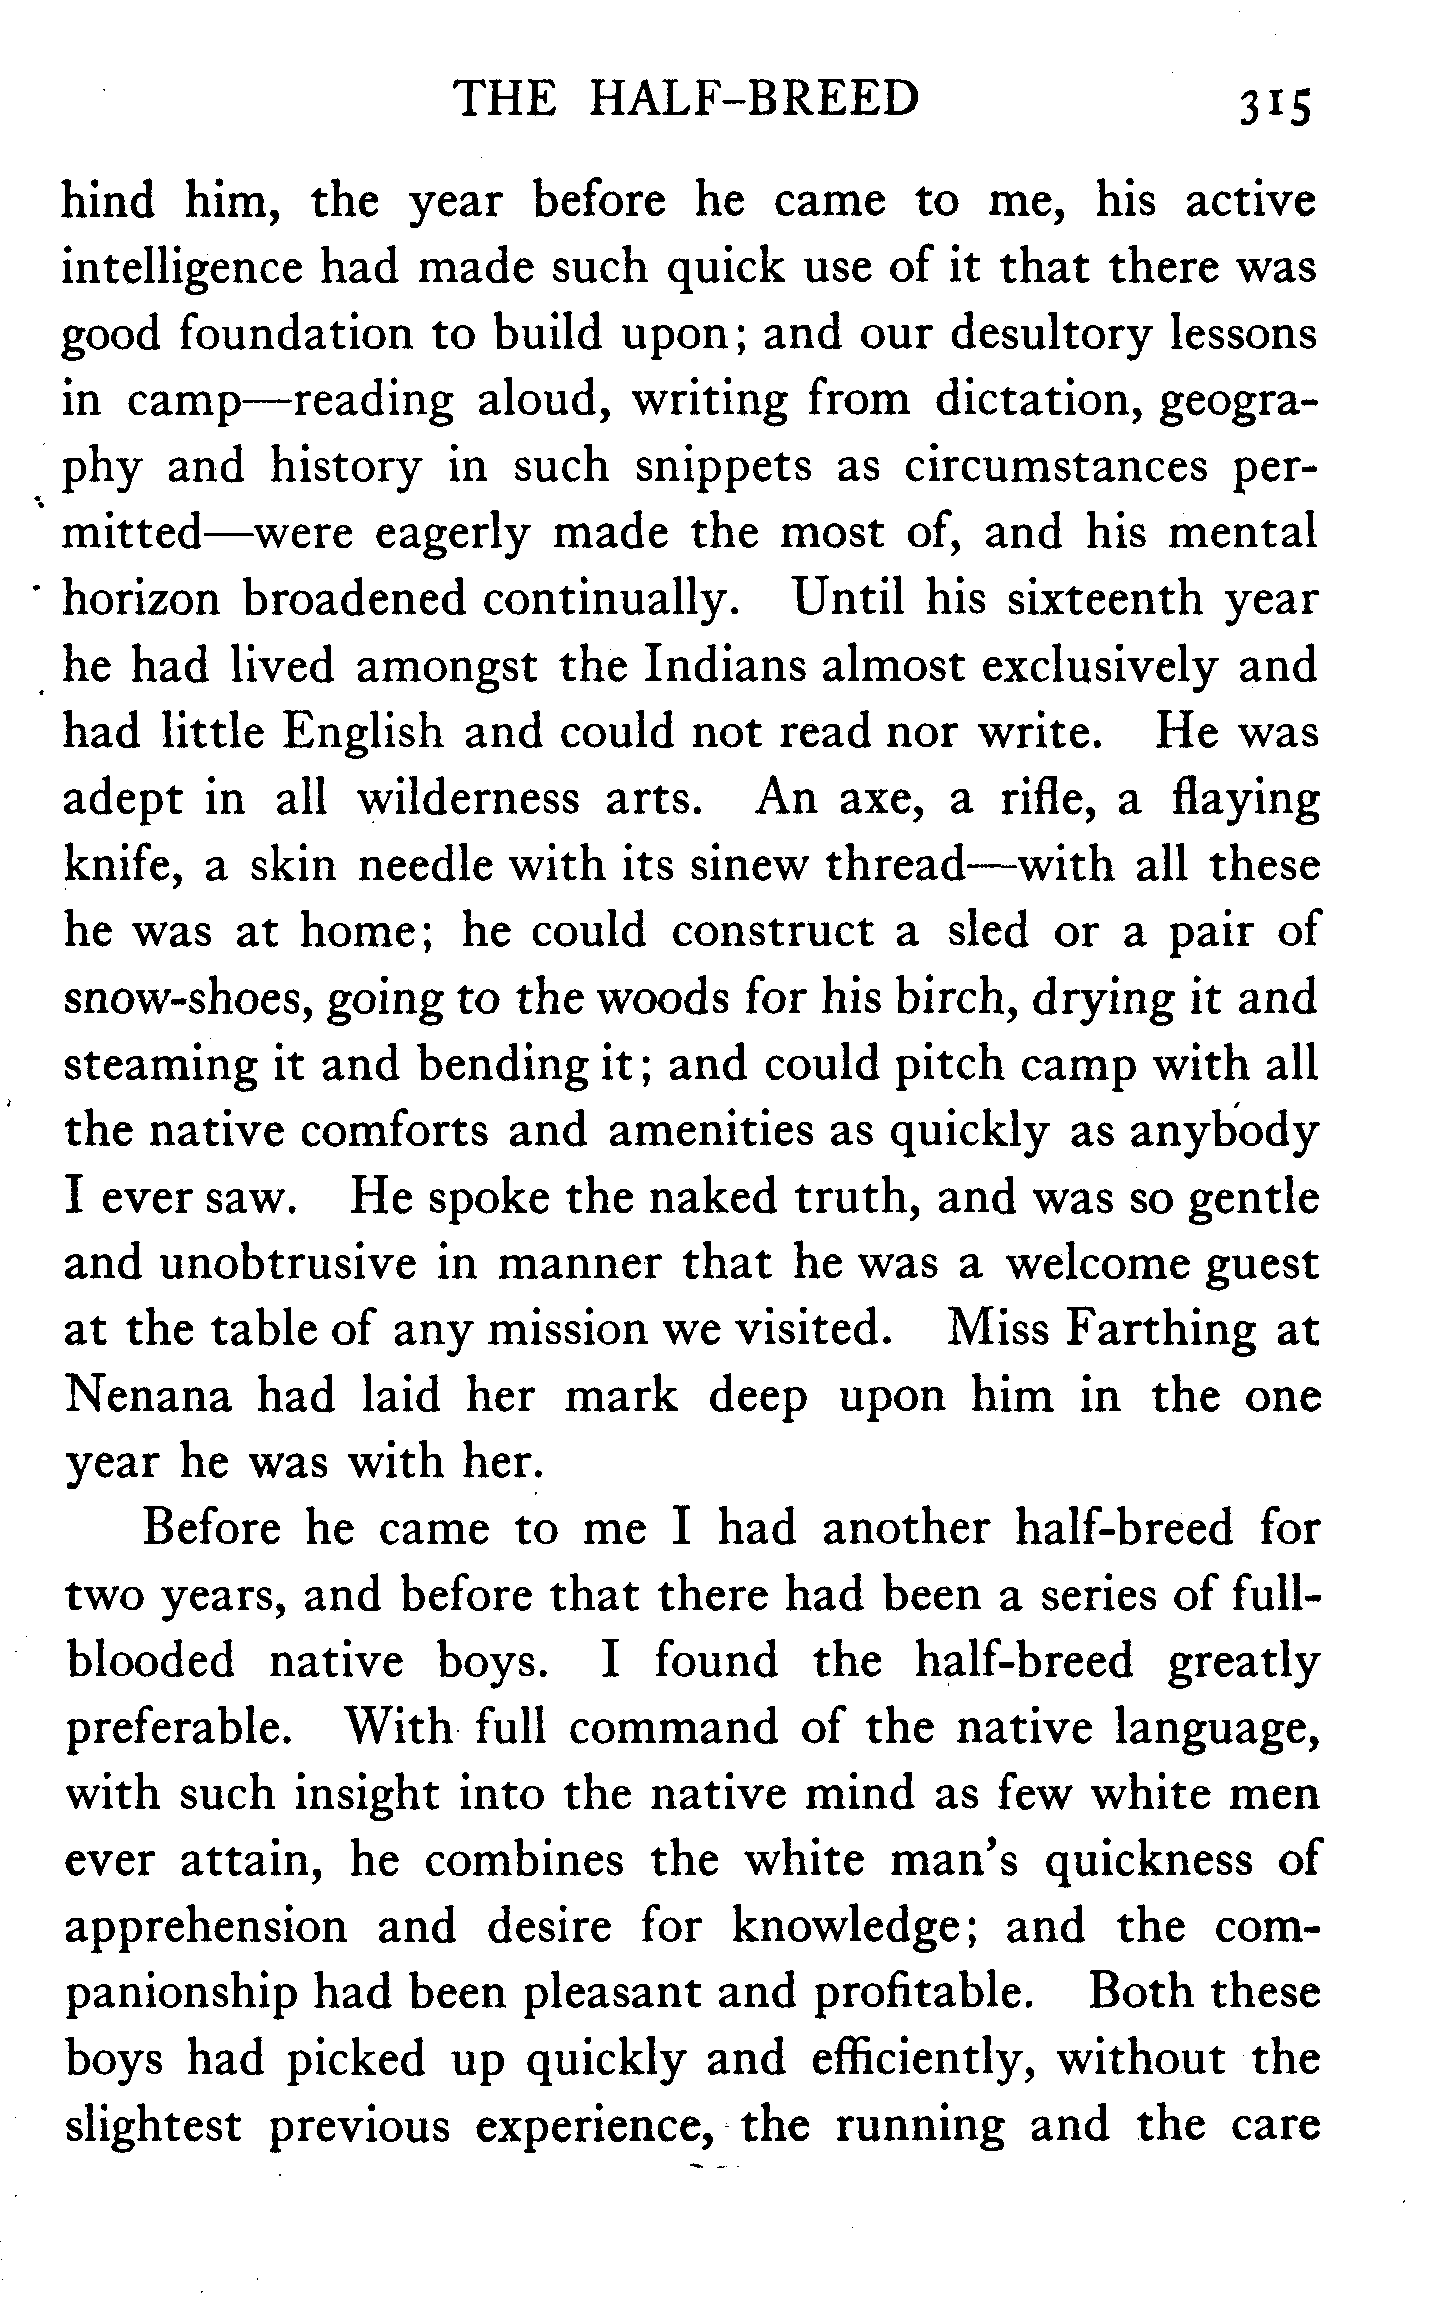 THE HALF-BREED 315
hind him, the year before he came to me, his active
intelligence had made such quick use of it that there was
good foundation to build upon; and our desultory lessons
in camp—reading aloud, writing from dictation, geogra-
phy and history in such snippets as circumstances per-
mitted—were eagerly made the most of, and his mental
horizon broadened continually. Until his sixteenth year
he had lived amongst the Indians almost exclusively and
had little English and could not read nor write. He was
adept in all wilderness arts. An axe, a rifle, a flaying
knife, a skin needle with its sinew thread—with all these
he was at home; he could construct a sled or a pair of
snow-shoes, going to the woods for his birch, drying it and
steaming it and bending it; and could pitch camp with all
the native comforts and amenities as quickly as anybody
I ever saw. He spoke the naked truth, and was so gentle
and unobtrusive in manner that he was a welcome guest
at the table of any mission we visited. Miss Farthing at
Nenana had laid her mark deep upon him in the one
year he was with her.
Before he came to me I had another half-breed for
two years, and before that there had been a series of full-
blooded native boys. I found the half-breed greatly
preferable. With full command of the native language,
with such insight into the native mind as few white men
ever attain, he combines the white man's quickness of
apprehension and desire for knowledge; and the com-
panionship had been pleasant and profitable. Both these
boys had picked up quickly and efficiently, without the
slightest previous experience, the running and the care